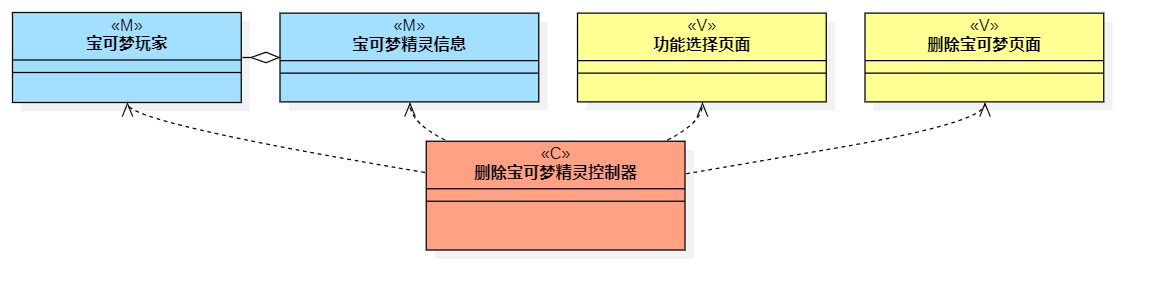 «M»
宝可梦玩家
«M»
宝可梦精灵信息
«V»
功能选择页面
«V»
删除宝可梦页面
«C»
删除宝可梦精灵控制器